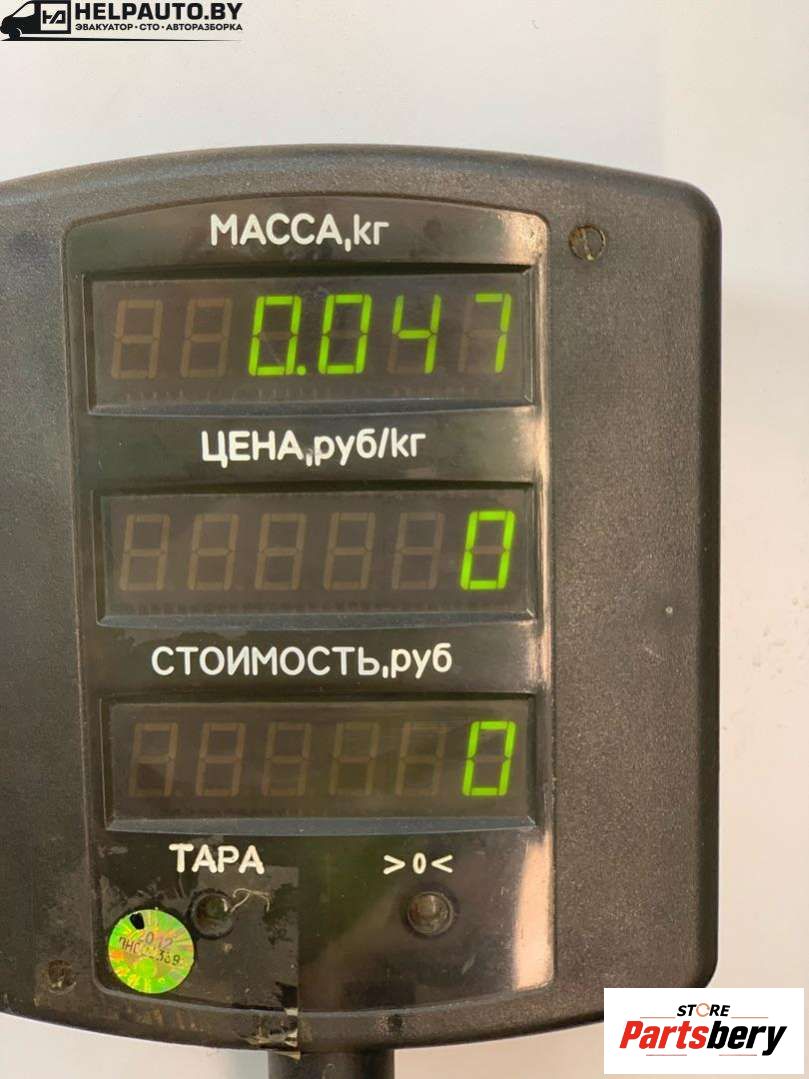 HELPAUTO.BY
ЭВАКУАТОР • СТО • АВТОРАЗБОРКА
МАССА,кг
0.047
ЦЕНА,руб/кг
0
СТОИМОСТЬ,руб
0
ТАРА >0<
STORE
Partsbery